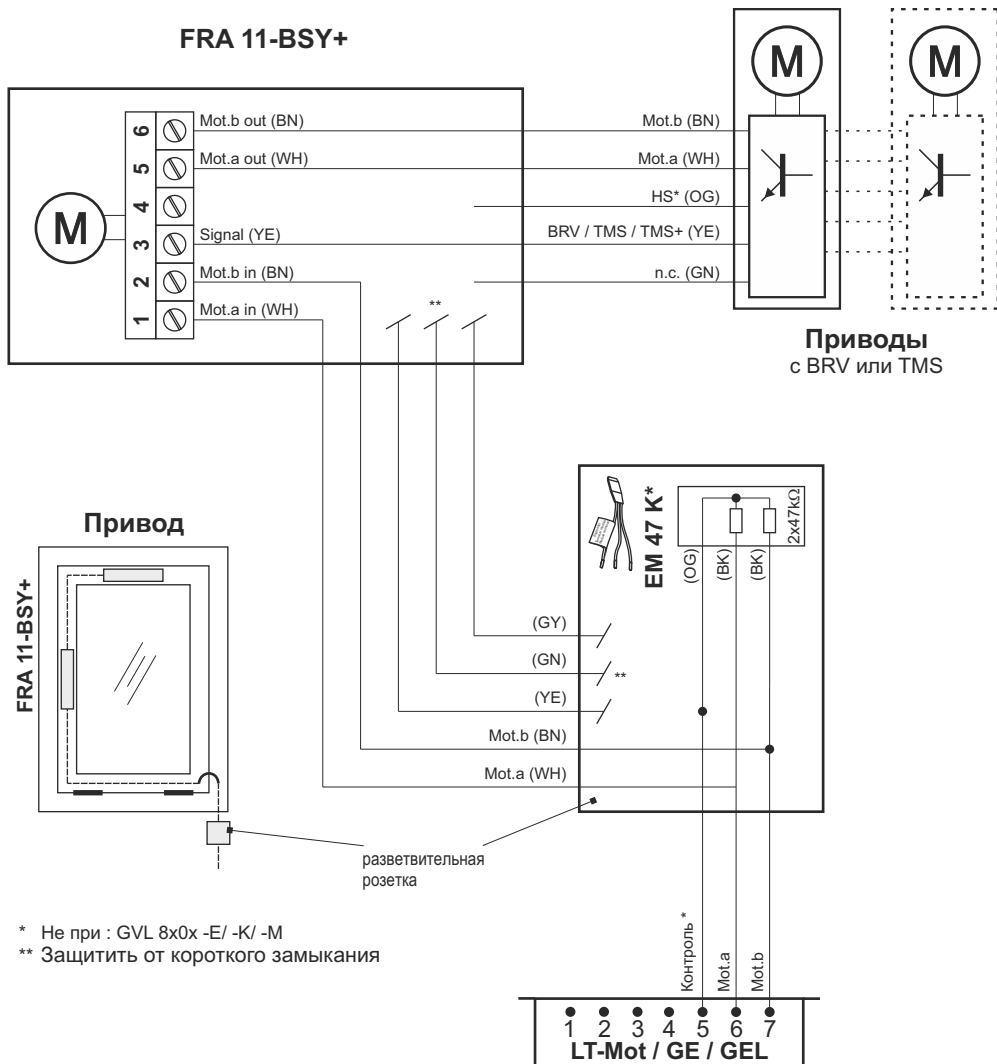 FRA 11-BSY+
M
M
6
Mot.b out (BN)
Mot.b (BN)
5
Mot.a out (WH)
Mot.a (WH)
4
HS* (OG)
M
3
Signal (YE)
BRV / TMS / TMS+ (YE)
2
Mot.b in (BN)
n.c. (GN)
**
1
Mot.a in (WH)
Приводы
с BRV или TMS
Привод
FRA 11-BSY+
EM 47 K*
2x47kΩ
(OG)
(BK)
(BK)
(GY)
(GN)
**
(YE)
Mot.b (BN)
Mot.a (WH)
разветвительная
розетка
* Не при : GVL 8x0x -E/ -K/ -M
** Защитить от короткого замыкания
Контроль *
Mot.a
Mot.b
1 2 3 4 5 6 7
LT-Mot / GE / GEL